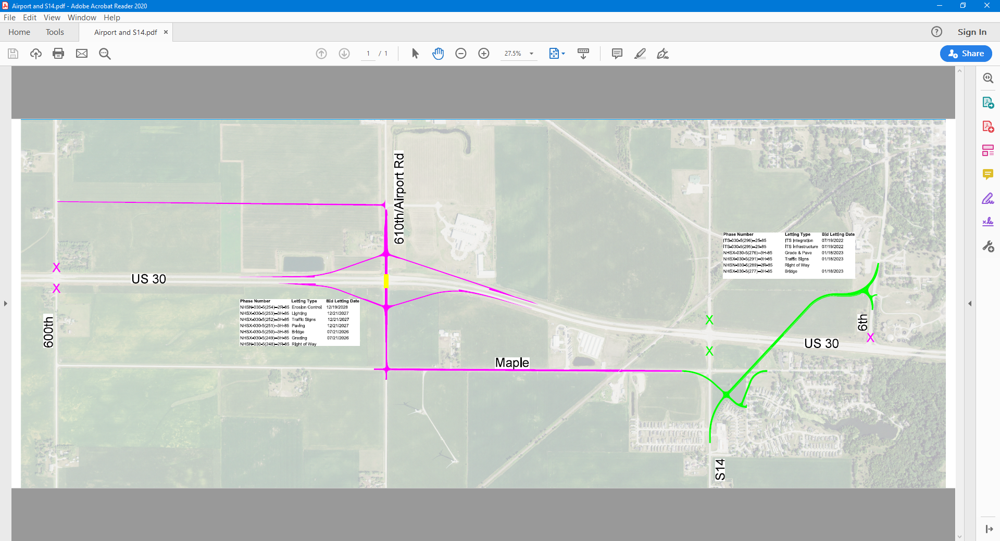 Airport and S14.pdf - Adobe Acrobat Reader 2020
File Edit View Window Help
Home Tools Airport and S14.pdf × Sign In
1 / 1 27.5% Share
610th/Airport Rd
Phase Number Letting Type Bid Letting Date
ITS-030-5(296)--25-85 ITS Integration 07/19/2022
ITS-030-5(295)--25-85 ITS Infrastructure 07/19/2022
NHSX-030-5(276)--3H-85 Grade & Pave 01/18/2023
NHSX-030-5(291)--3H-85 Traffic Signs 01/18/2023
NHSN-030-5(289)--2R-85 Right of Way
NHSX-030-5(277)--3H-85 Bridge 01/18/2023
X
US 30
X
Phase Number Letting Type Bid Letting Date
NHSN-030-5(254)--2R-85 Erosion Control 12/19/2028
NHSX-030-5(253)--3H-85 Lighting 12/21/2027
NHSX-030-5(252)--3H-85 Traffic Signs 12/21/2027
NHSX-030-5(251)--3H-85 Paving 12/21/2027
NHSX-030-5(250)--3H-85 Bridge 07/21/2026
NHSX-030-5(249)--3H-85 Grading 07/21/2026
NHSN-030-5(248)--2R-85 Right of Way
600th
X
X
6th
X
US 30
Maple
S14